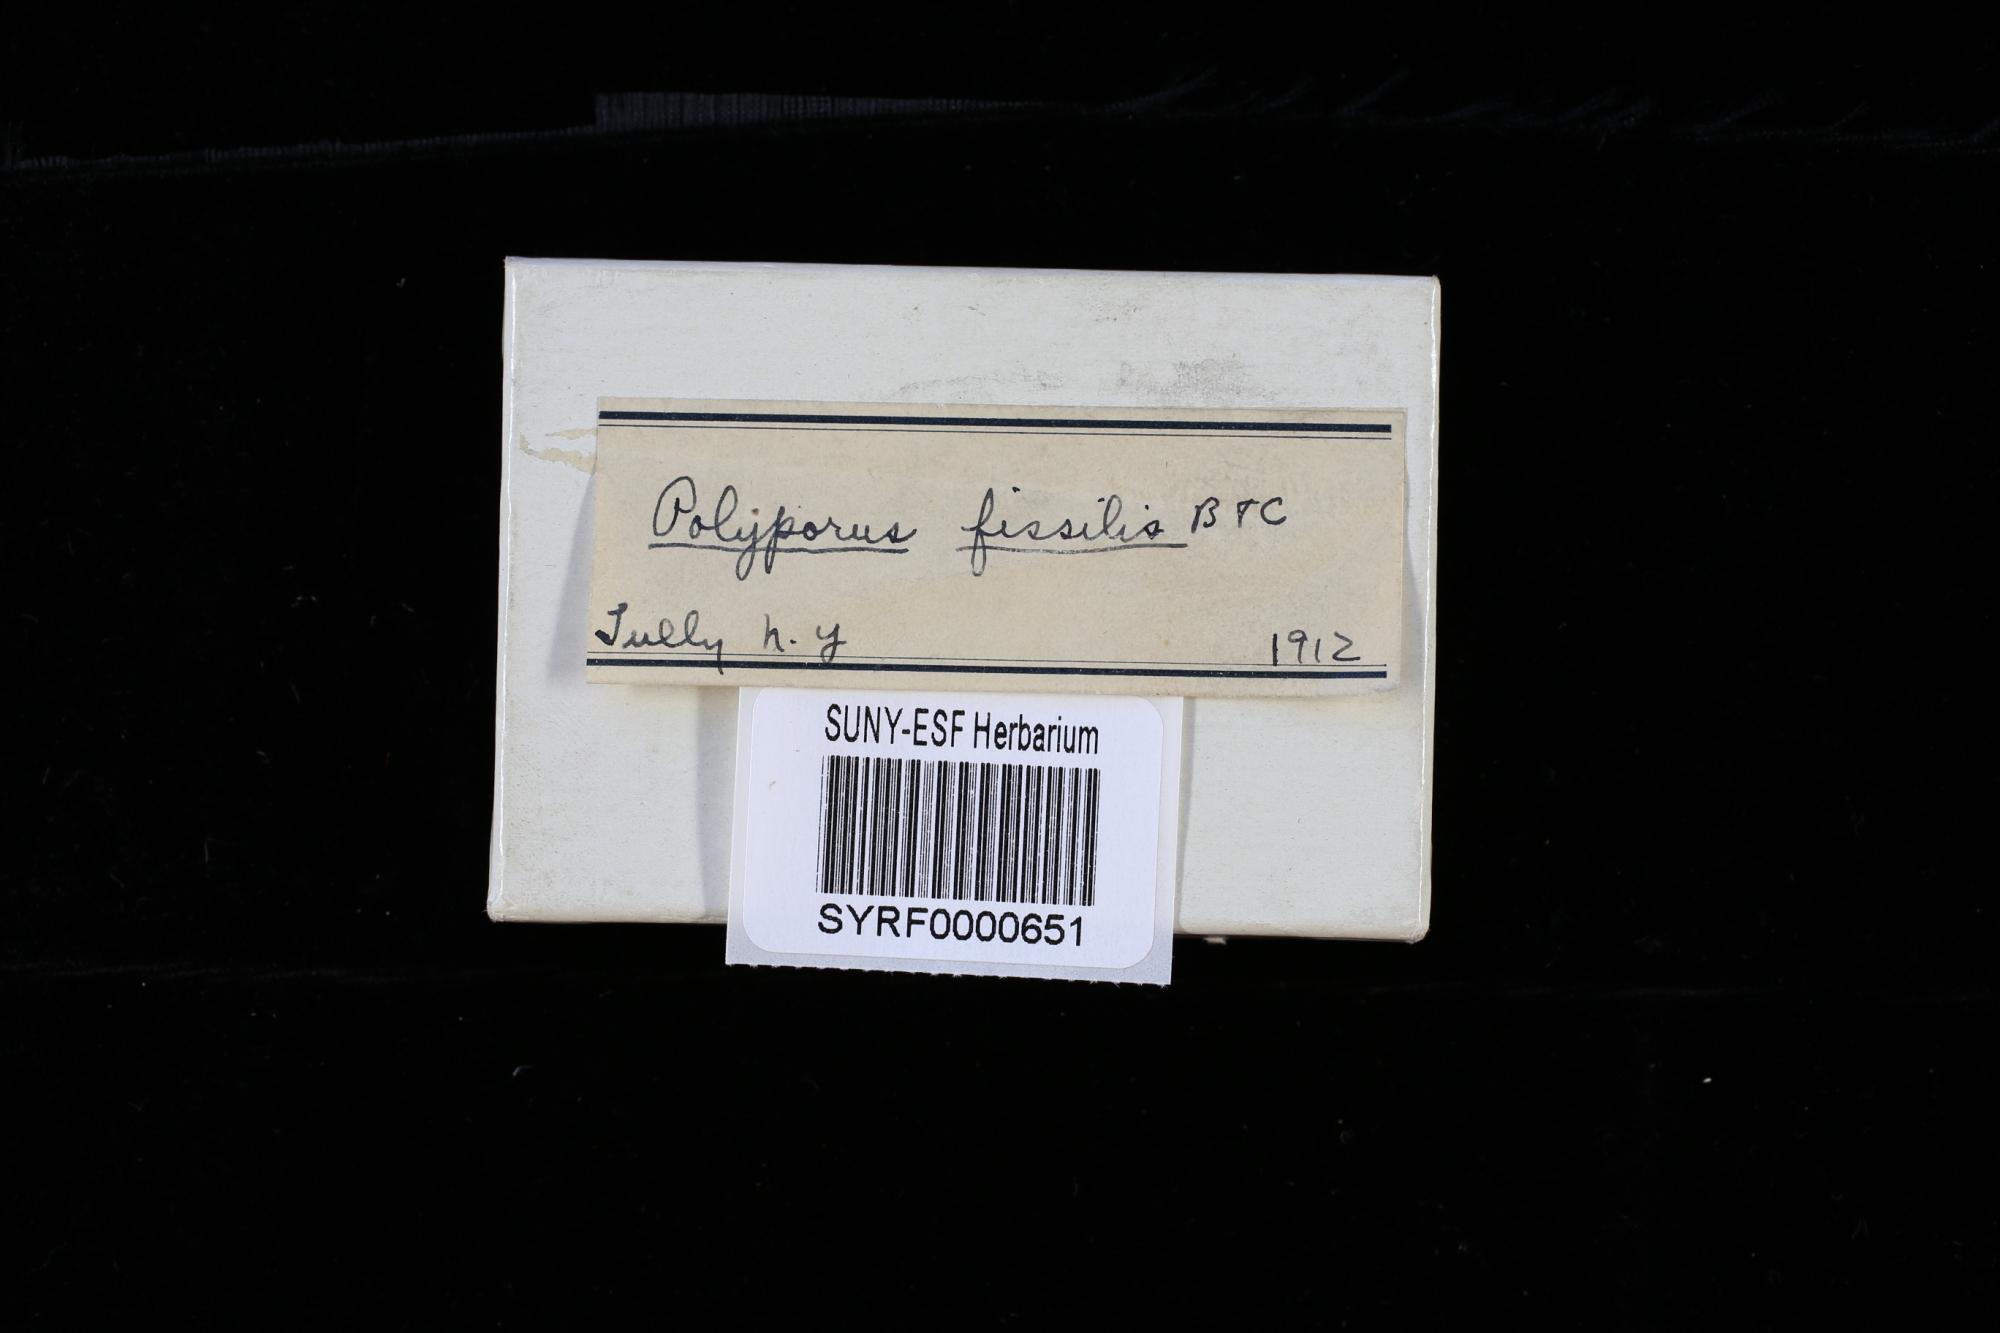 Polyporus fissilis B+C
Tully N.Y
1912
SUNY-ESF Herbarium
SYRF0000651